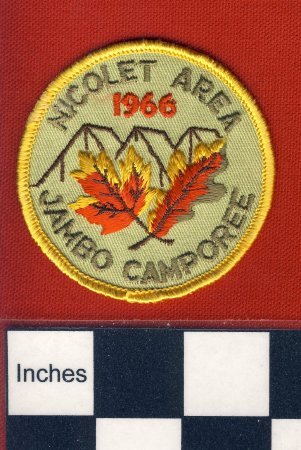 NICOLET AREA
1966
JAMBO CAMPOREE
Inches